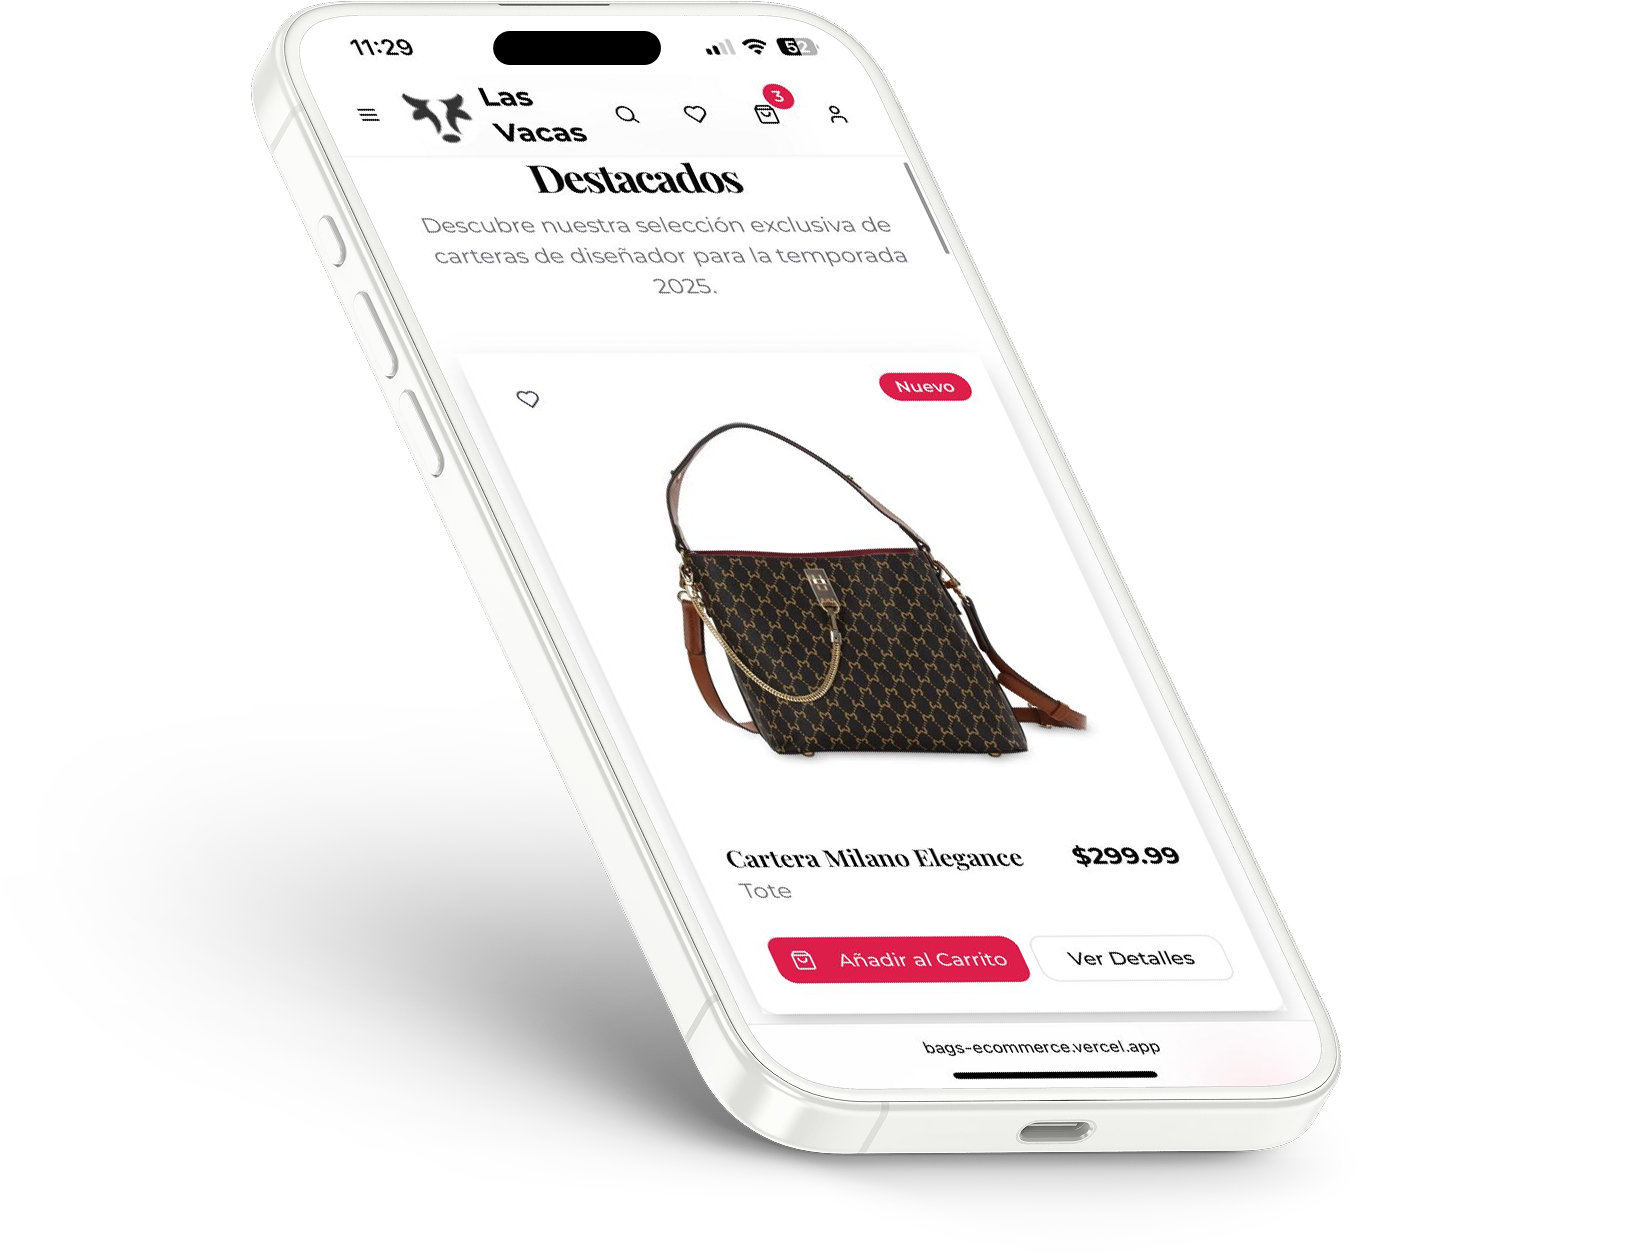 11:29
52
Las
Vacas
3
Destacados
Descubre nuestra selección exclusiva de
carteras de diseñador para la temporada
2025.
Nuevo
Cartera Milano Elegance
$299.99
Tote
Añadir al Carrito
Ver Detalles
bags-ecommerce.vercel.app